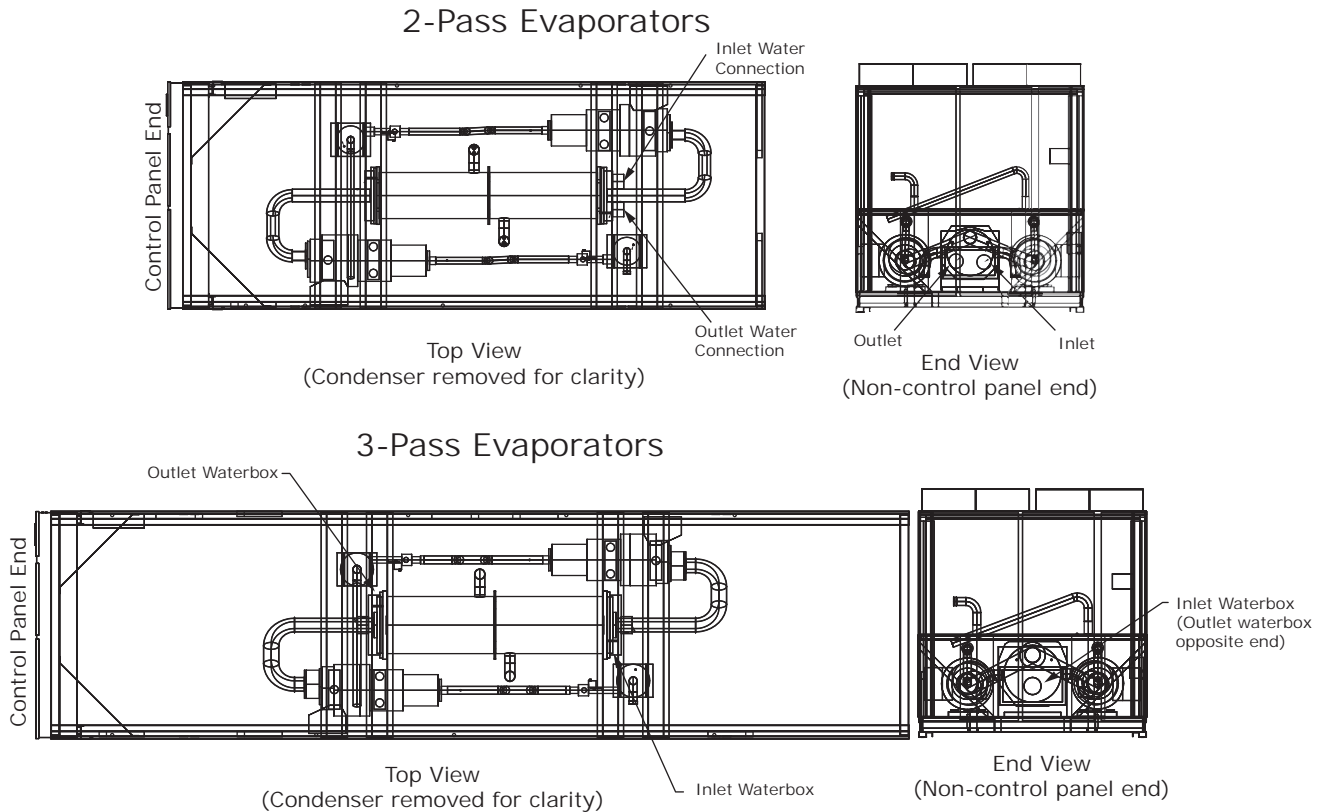 2-Pass Evaporators
Inlet Water
Connection
Control Panel End
Outlet Water
Connection
Top View
(Condenser removed for clarity)
Outlet
Inlet
End View
(Non-control panel end)
3-Pass Evaporators
Outlet Waterbox
Control Panel End
Inlet Waterbox
(Outlet waterbox
opposite end)
Top View
(Condenser removed for clarity)
Inlet Waterbox
End View
(Non-control panel end)